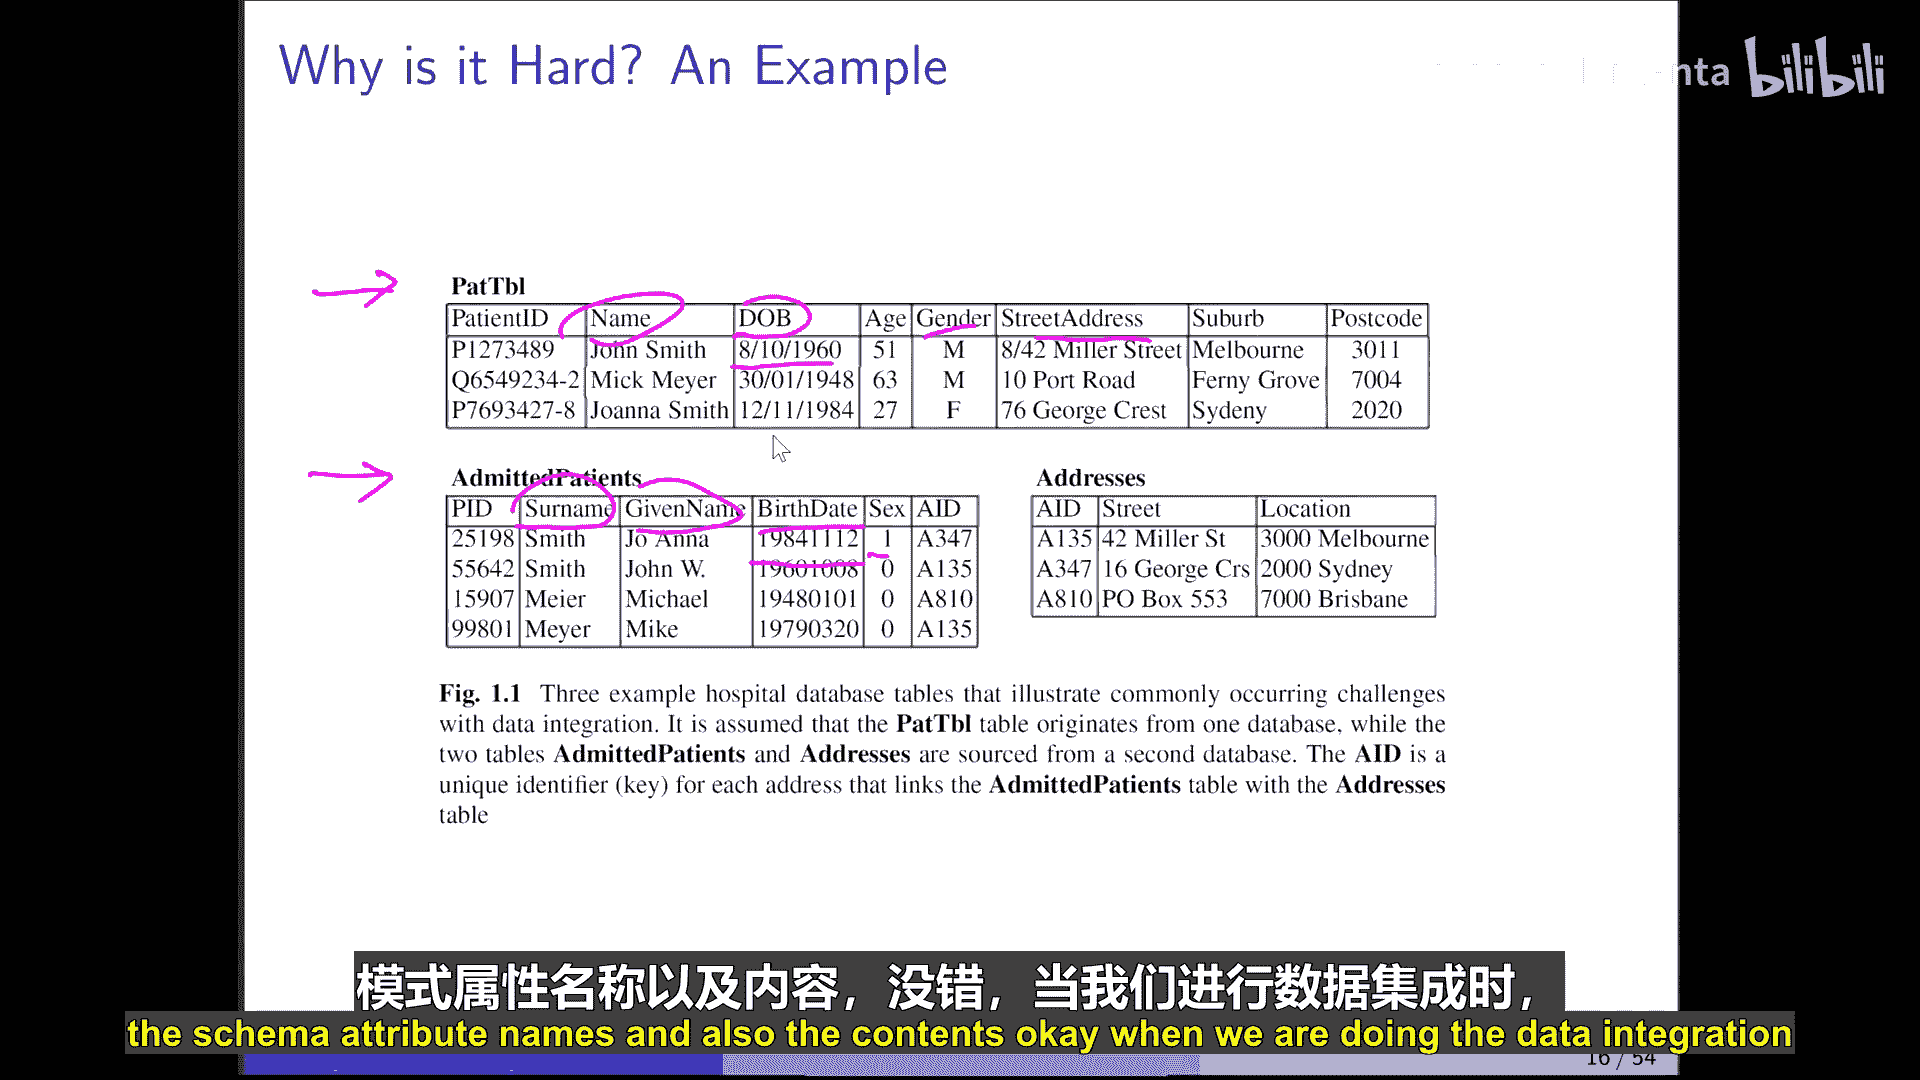 Why is it Hard? An Example
nta bilibili
PatTbl
PatientID Name DOB Age Gender StreetAddress Suburb Postcode
P1273489 John Smith 8/10/1960 51 M 8/42 Miller Street Melbourne 3011
Q6549234-2 Mick Meyer 30/01/1948 63 M 10 Port Road Ferny Grove 7004
P7693427-8 Joanna Smith 12/11/1984 27 F 76 George Crest Sydeny 2020
AdmittedPatients
PID Surname GivenName BirthDate Sex AID
25198 Smith Jo Anna 19841112 1 A347
55642 Smith John W. 19601008 0 A135
15907 Meier Michael 19480101 0 A810
99801 Meyer Mike 19790320 0 A135
Addresses
AID Street Location
A135 42 Miller St 3000 Melbourne
A347 16 George Crs 2000 Sydney
A810 PO Box 553 7000 Brisbane
Fig. 1.1 Three example hospital database tables that illustrate commonly occurring challenges
with data integration. It is assumed that the PatTbl table originates from one database, while the
two tables AdmittedPatients and Addresses are sourced from a second database. The AID is a
unique identifier (key) for each address that links the AdmittedPatients table with the Addresses
table
模式属性名称以及内容，没错，当我们进行数据集成时，
the schema attribute names and also the contents okay when we are doing the data integration
16 / 54